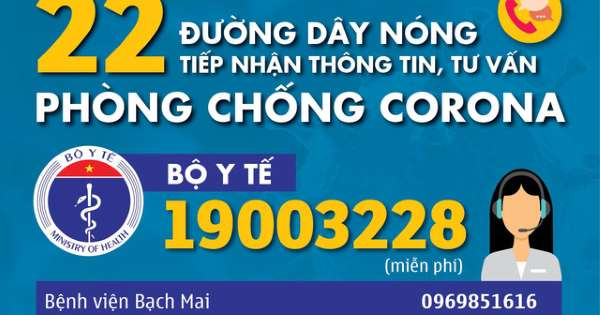 22 ĐƯỜNG DÂY NÓNG
TIẾP NHẬN THÔNG TIN, TƯ VẤN
PHÒNG CHỐNG CORONA
BỘ Y TẾ
MINISTRY OF HEALTH
BỘ Y TẾ
19003228
(miễn phí)
Bệnh viện Bạch Mai 0969851616